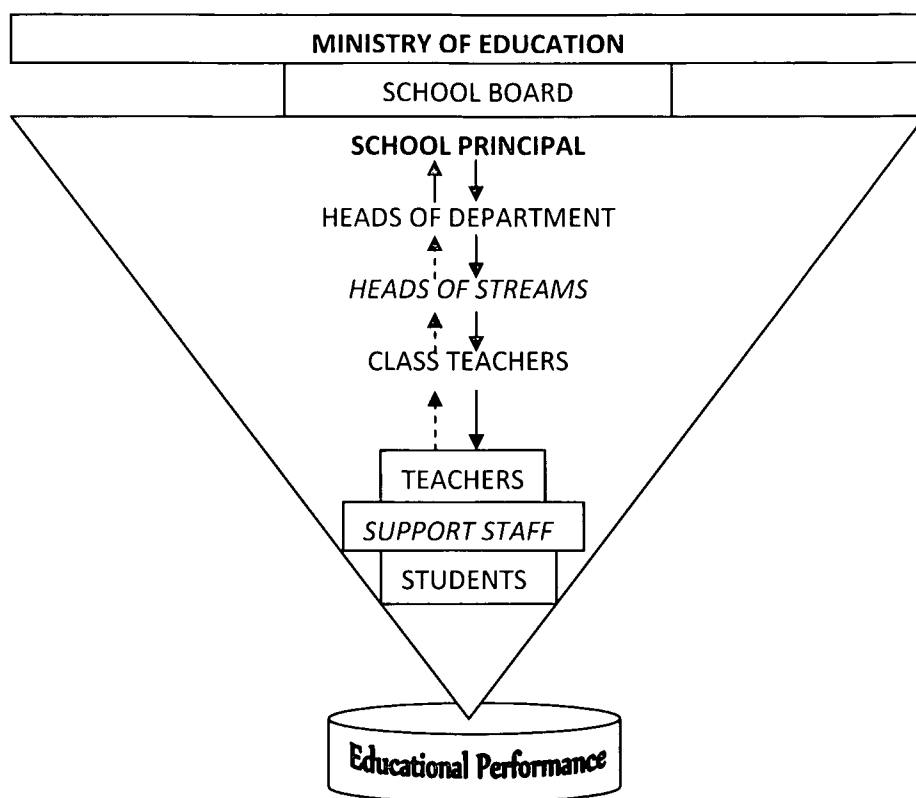 MINISTRY OF EDUCATION
SCHOOL BOARD
SCHOOL PRINCIPAL
HEADS OF DEPARTMENT
HEADS OF STREAMS
CLASS TEACHERS
TEACHERS
SUPPORT STAFF
STUDENTS
Educational Performance